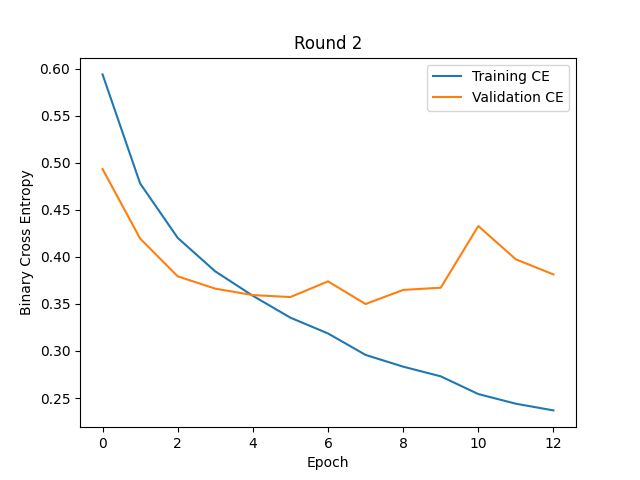 Round 2
Training CE
Validation CE
Binary Cross Entropy
0.60
0.55
0.50
0.45
0.40
0.35
0.30
0.25
0 2 4 6 8 10 12
Epoch